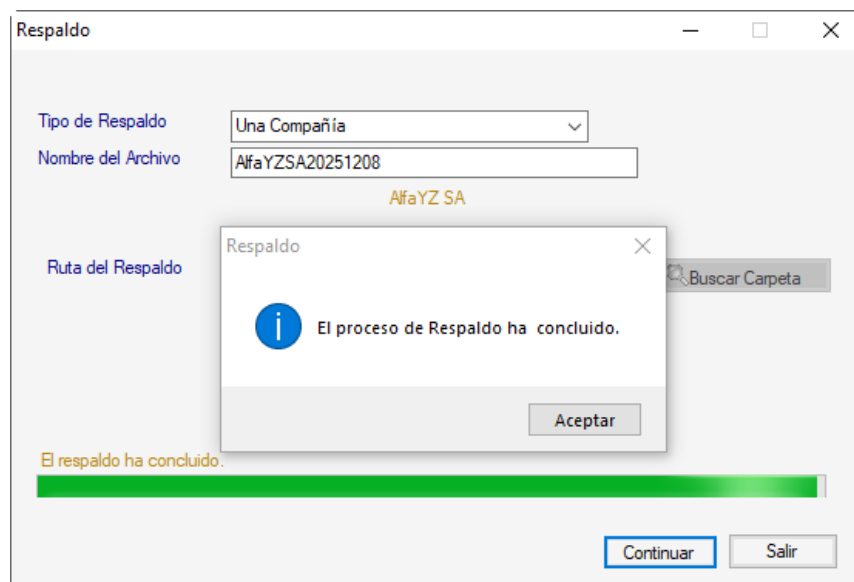 Respaldo
Tipo de Respaldo
Una Compañía
Nombre del Archivo
AlfaYZSA20251208
AlfaYZ SA
Respaldo
Ruta del Respaldo
Buscar Carpeta
El proceso de Respaldo ha  concluido.
Aceptar
El respaldo ha concluido.
Continuar
Salir